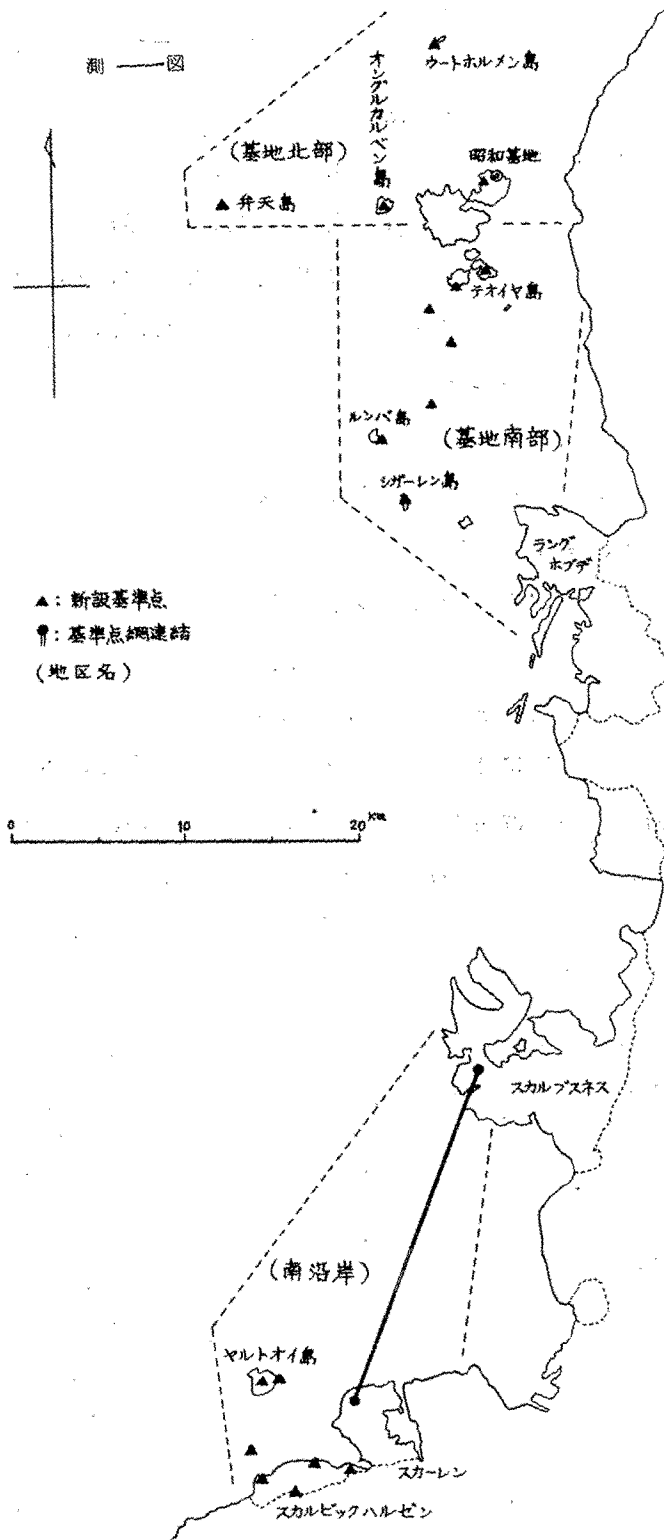 測 図
ウートホルメン島
オングルカルベン島
(基地北部)
昭和基地
弁天島
テオイヤ島
ルンバ島
(基地南部)
シガーレン島
ラング
ホブデ
▲: 新設基準点
: 基準点網連結
(地区名)
0 10 20 Km
スカルブスネス
(南沿岸)
ヤルトオイ島
スカーレン
スカルビックハルゼン